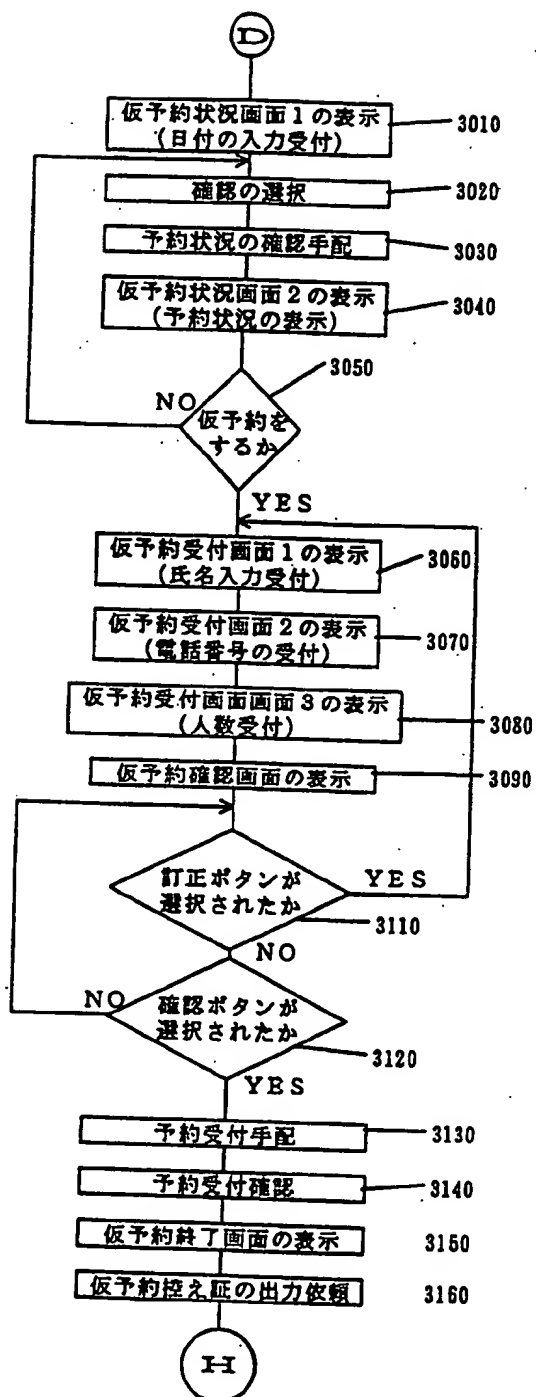 D
仮予約状況画面1の表示
(日付の入力受付)
3010
確認の選択
3020
予約状況の確認手配
3030
仮予約状況画面2の表示
(予約状況の表示)
3040
3050
NO
仮予約を
するか
YES
仮予約受付画面1の表示
(氏名入力受付)
3060
仮予約受付画面2の表示
(電話番号の受付)
3070
仮予約受付画面画面3の表示
(人数受付)
3080
仮予約確認画面の表示
3090
訂正ボタンが
選択されたか
YES
3110
NO
NO
確認ボタンが
選択されたか
3120
YES
予約受付手配
3130
予約受付確認
3140
仮予約終了画面の表示
3150
仮予約控え証の出力依頼
3160
H